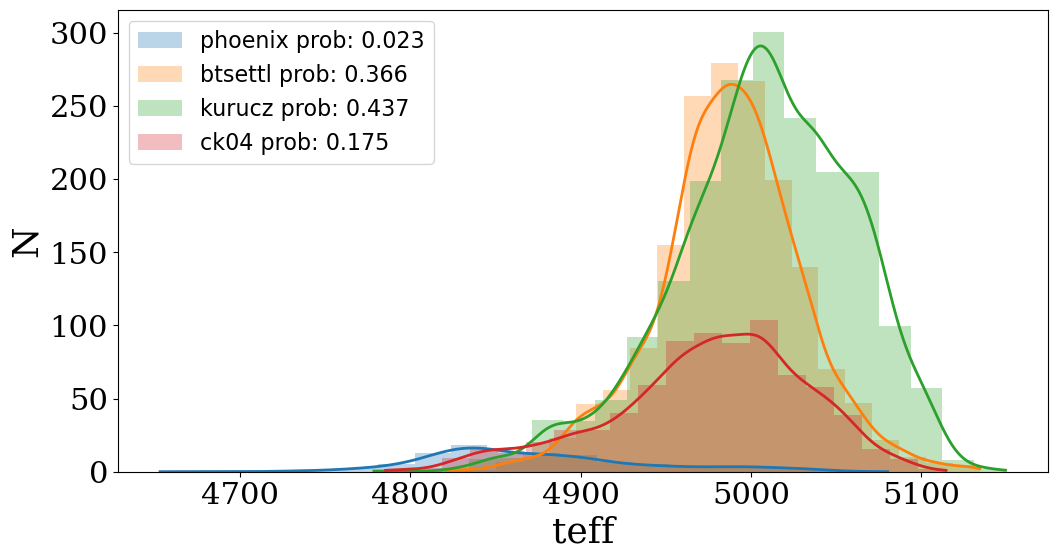 300
250
200
150
100
50
0
N
phoenix prob: 0.023
btsettl prob: 0.366
kurucz prob: 0.437
ck04 prob: 0.175
4700 4800 4900 5000 5100
teff